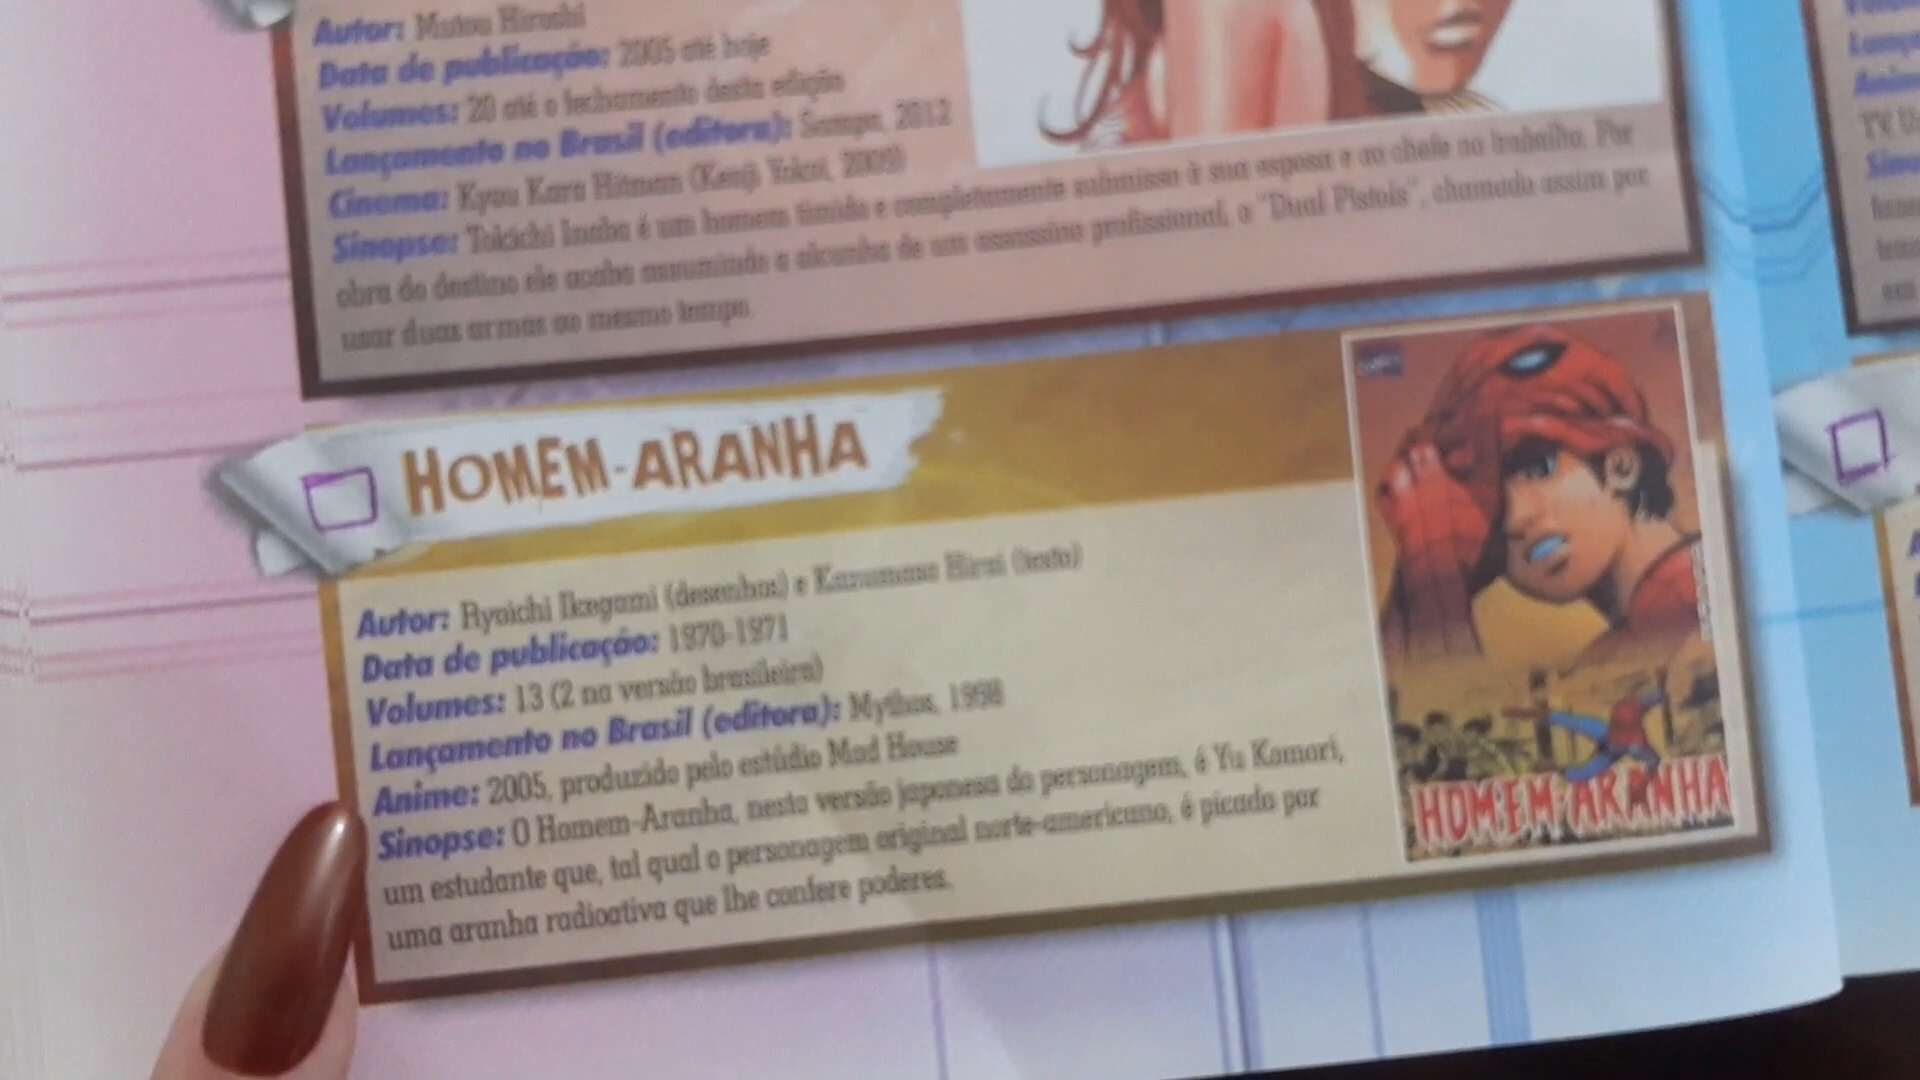 Autor: Mutou Hiroshi
Data de publicação: 2005 até hoje
Volumes: 20 até o fechamento desta edição
Lançamento no Brasil (editora): Sampa, 2012
Cinema: Kyou Kara Hitman (Kenji Yokoi, 2009)
Sinopse: Tokichi Inaba é um homem tímido e completamente submisso à sua esposa e ao chefe no trabalho. Por
obra do destino ele acaba assumindo a alcunha de um assassino profissional, o "Dual Pistols", chamado assim por
usar duas armas ao mesmo tempo.
HOMEM-ARANHA
Autor: Ryoichi Ikegami (desenhos) e Kazumasa Hirai (texto)
Data de publicação: 1970-1971
Volumes: 13 (2 na versão brasileira)
Lançamento no Brasil (editora): Mythos, 1998
Anime: 2005, produzido pelo estúdio Mad House
Sinopse: O Homem-Aranha, nesta versão japonesa do personagem, é Yu Komori,
um estudante que, tal qual o personagem original norte-americano, é picado por
uma aranha radioativa que lhe confere poderes.
HOMEM-ARANHA